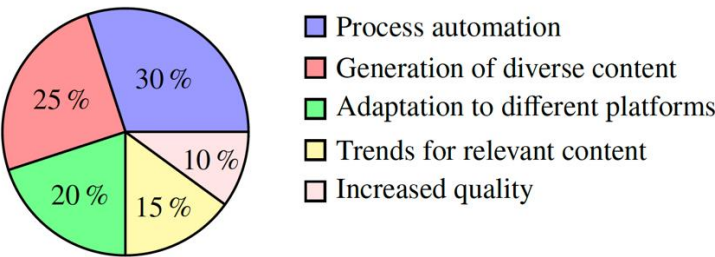 30 %
25 %
20 %
15 %
10 %
Process automation
Generation of diverse content
Adaptation to different platforms
Trends for relevant content
Increased quality